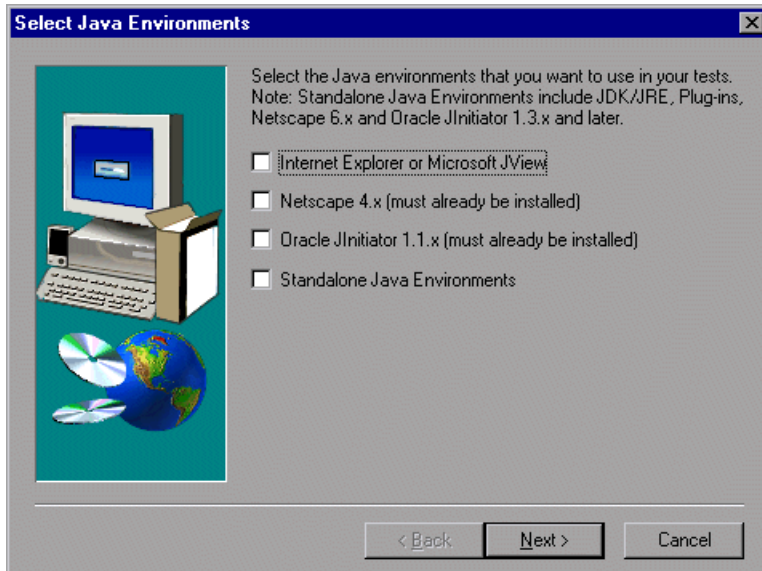 Select Java Environments
Select the Java environments that you want to use in your tests.
Note: Standalone Java Environments include JDK/JRE, Plug-ins,
Netscape 6.x and Oracle JInitiator 1.3.x and later.
Internet Explorer or Microsoft JView
Netscape 4.x (must already be installed)
Oracle JInitiator 1.1.x (must already be installed)
Standalone Java Environments
< Back
Next >
Cancel